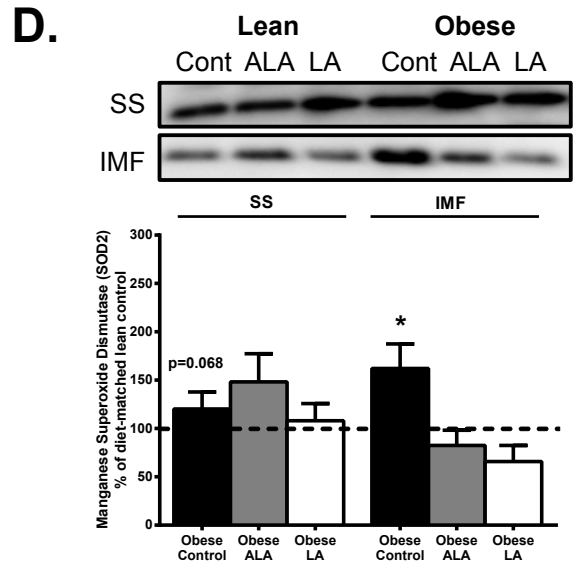 D.
Lean Obese
Cont ALA LA Cont ALA LA
SS
IMF
SS IMF
Manganese Superoxide Dismutase (SOD2)
% of diet-matched lean control
300
250
200
150
100
50
0
p=0.068
*
Obese Obese Obese Obese Obese Obese
Control ALA LA Control ALA LA